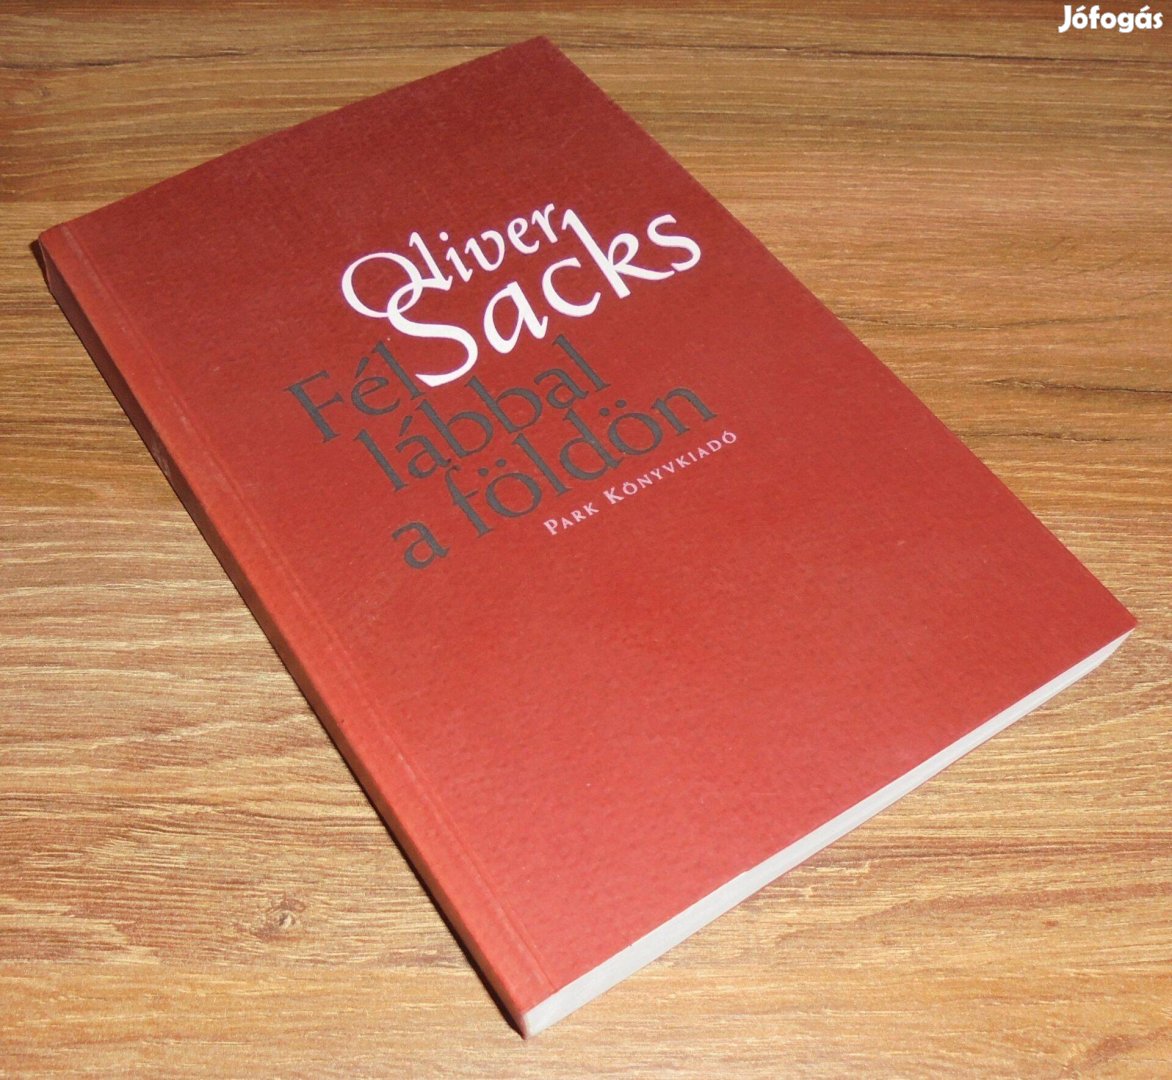 Jófogás
Oliver
Sacks
Fél
lábbal
a földön
PARK KÖNYVKIADÓ